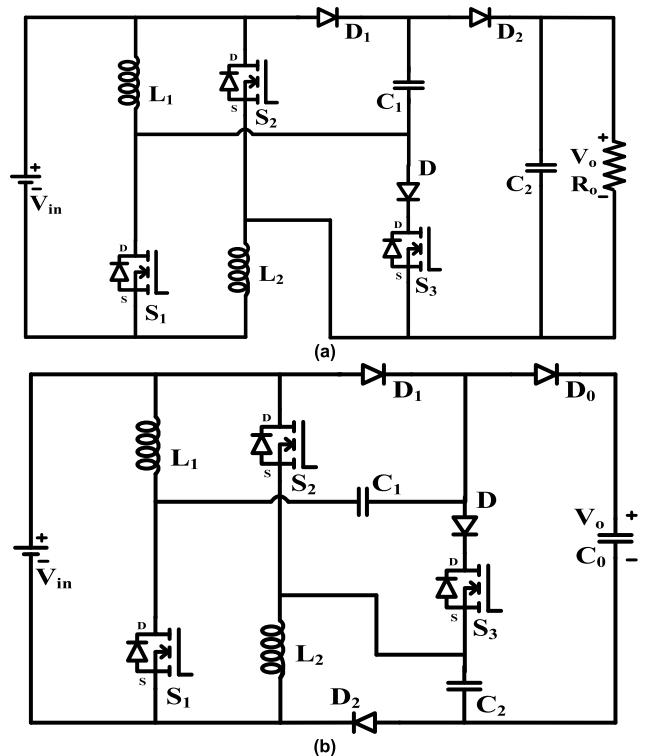 D₁ D₂
D
L₁ S₂ C₁
S
D + Vₒ
+ − Vᵢₙ C₂ Rₒ −
D D
L₂
S S₁ S S₃
(a)
D₁ D₀
D
L₁ S₂ C₁ D
S
Vₒ +
+ − Vᵢₙ D C₀ −
D S S₃
L₂
S S₁ D₂ C₂
(b)